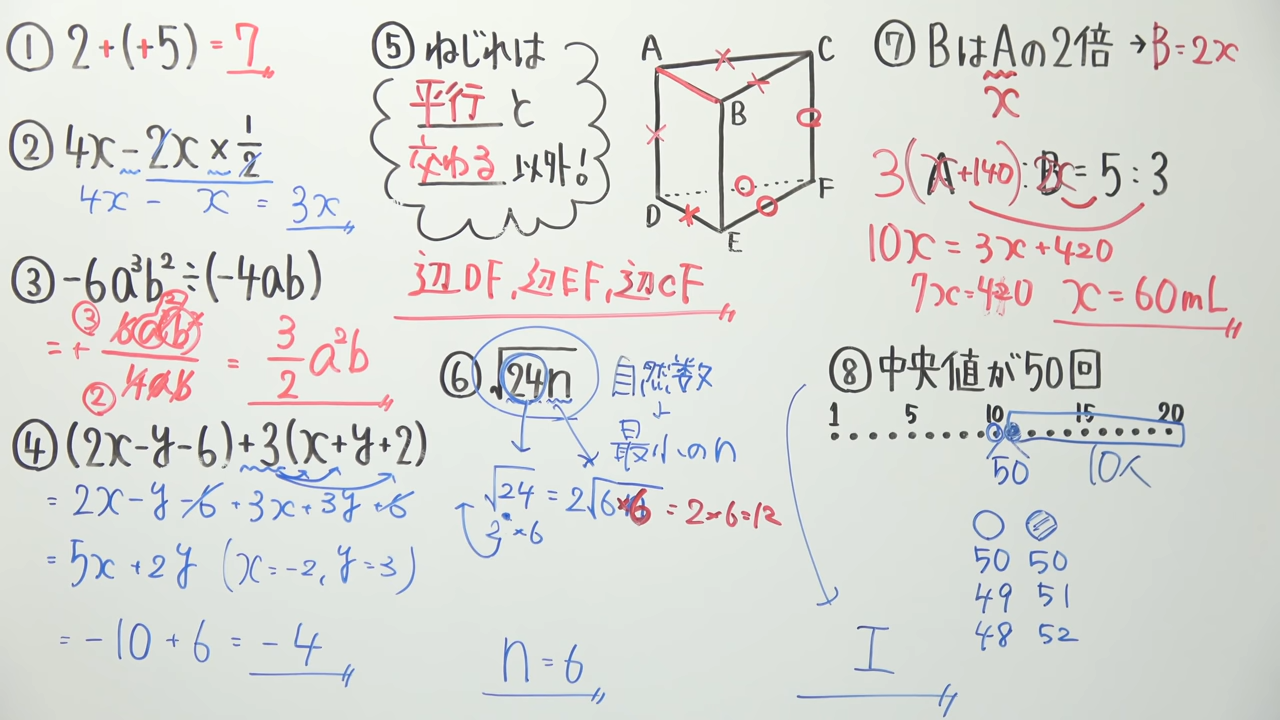 ① 2+(+5) = 7
② 4x - 2x × 1/2
4x - x = 3x
③ -6a³b² ÷ (-4ab)
= + 6a³b² / 4ab = 3/2 a²b
③
②
④ (2x-y-6)+3(x+y+2)
= 2x-y-6+3x+3y+6
= 5x+2y (x=-2, y=3)
= -10+6 = -4
⑤ ねじれは
平行 と
交わる 以外!
A
C
B
D
F
E
辺DF, 辺EF, 辺CF
⑥ √24n 自然数
↓
最小のn
√24 = 2√6 ×6 = 2×6=12
2² ×6
n = 6
⑦ BはAの2倍 → B=2x
x
A : B = 5 : 3
3(x+140) : 2x
10x = 3x+420
7x=420 x=60mL
⑧ 中央値が50回
1 5 10 15 20
50 10人
50 50
49 51
48 52
エ